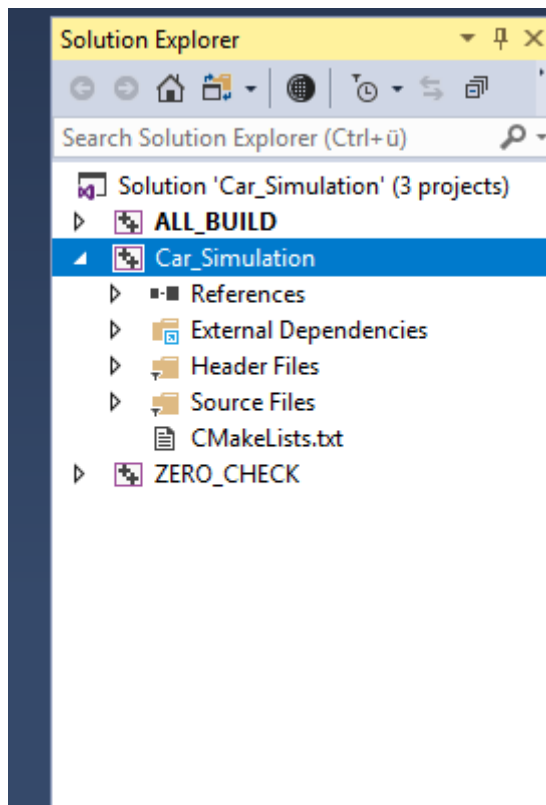 Solution Explorer
Search Solution Explorer (Ctrl+ü)
Solution 'Car_Simulation' (3 projects)
ALL_BUILD
Car_Simulation
References
External Dependencies
Header Files
Source Files
CMakeLists.txt
ZERO_CHECK